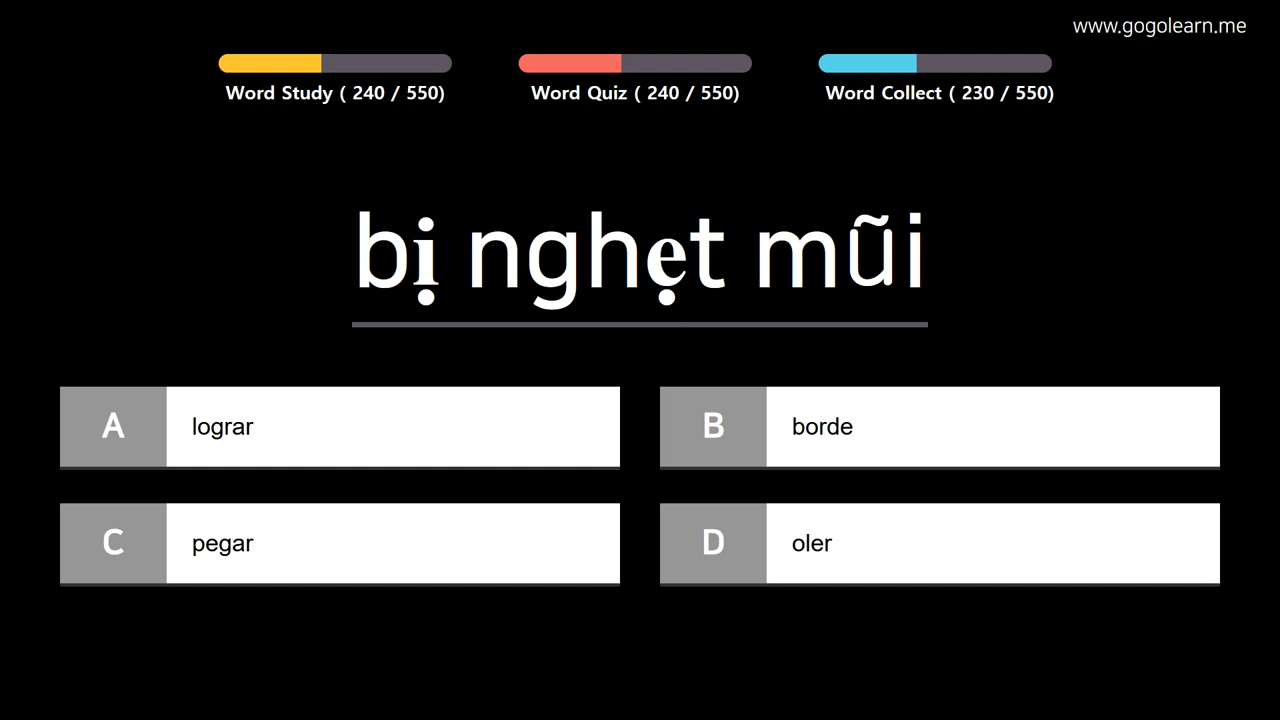 www.gogolearn.me
Word Study ( 240 / 550)
Word Quiz ( 240 / 550)
Word Collect ( 230 / 550)
bị nghẹt mũi
A lograr
B borde
C pegar
D oler